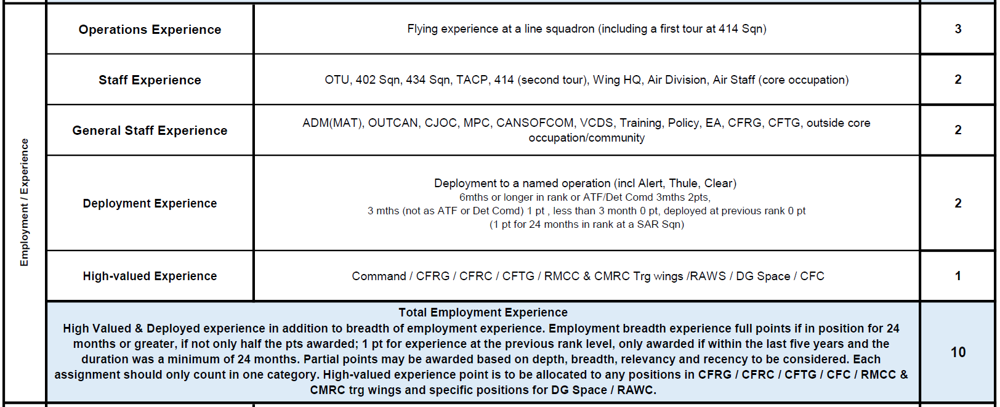 Employment / Experience
Operations Experience
Flying experience at a line squadron (including a first tour at 414 Sqn)
3
Staff Experience
OTU, 402 Sqn, 434 Sqn, TACP, 414 (second tour), Wing HQ, Air Division, Air Staff (core occupation)
2
General Staff Experience
ADM(MAT), OUTCAN, CJOC, MPC, CANSOFCOM, VCDS, Training, Policy, EA, CFRG, CFTG, outside core
occupation/community
2
Deployment Experience
Deployment to a named operation (incl Alert, Thule, Clear)
6mths or longer in rank or ATF/Det Comd 3mths 2pts,
3 mths (not as ATF or Det Comd) 1 pt , less than 3 month 0 pt, deployed at previous rank 0 pt
(1 pt for 24 months in rank at a SAR Sqn)
2
High-valued Experience
Command / CFRG / CFRC / CFTG / RMCC & CMRC Trg wings /RAWS / DG Space / CFC
1
Total Employment Experience
High Valued & Deployed experience in addition to breadth of employment experience. Employment breadth experience full points if in position for 24
months or greater, if not only half the pts awarded; 1 pt for experience at the previous rank level, only awarded if within the last five years and the
duration was a minimum of 24 months. Partial points may be awarded based on depth, breadth, relevancy and recency to be considered. Each
assignment should only count in one category. High-valued experience point is to be allocated to any positions in CFRG / CFRC / CFTG / CFC / RMCC &
CMRC trg wings and specific positions for DG Space / RAWC.
10